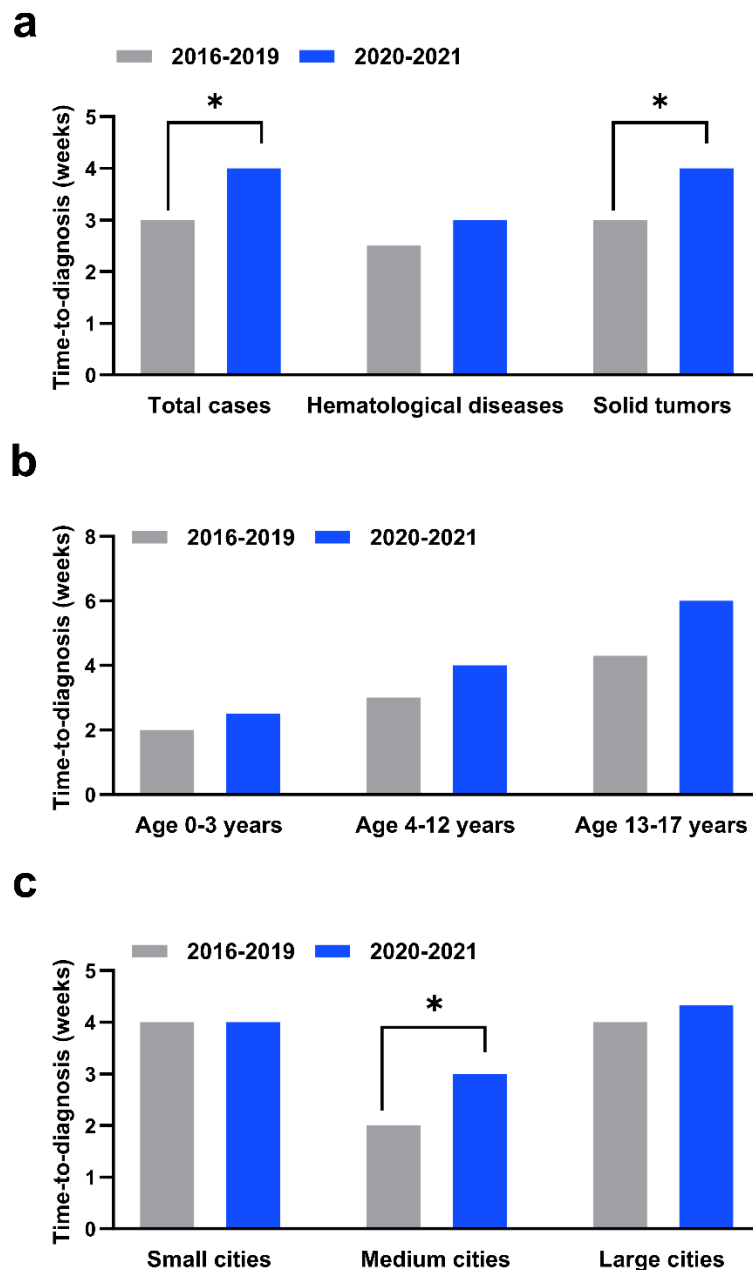 a
2016-2019 2020-2021
* *
Time-to-diagnosis (weeks)
5
4
3
2
1
0
Total cases Hematological diseases Solid tumors
b
2016-2019 2020-2021
Time-to-diagnosis (weeks)
8
6
4
2
0
Age 0-3 years Age 4-12 years Age 13-17 years
c
2016-2019 2020-2021
*
Time-to-diagnosis (weeks)
5
4
3
2
1
0
Small cities Medium cities Large cities